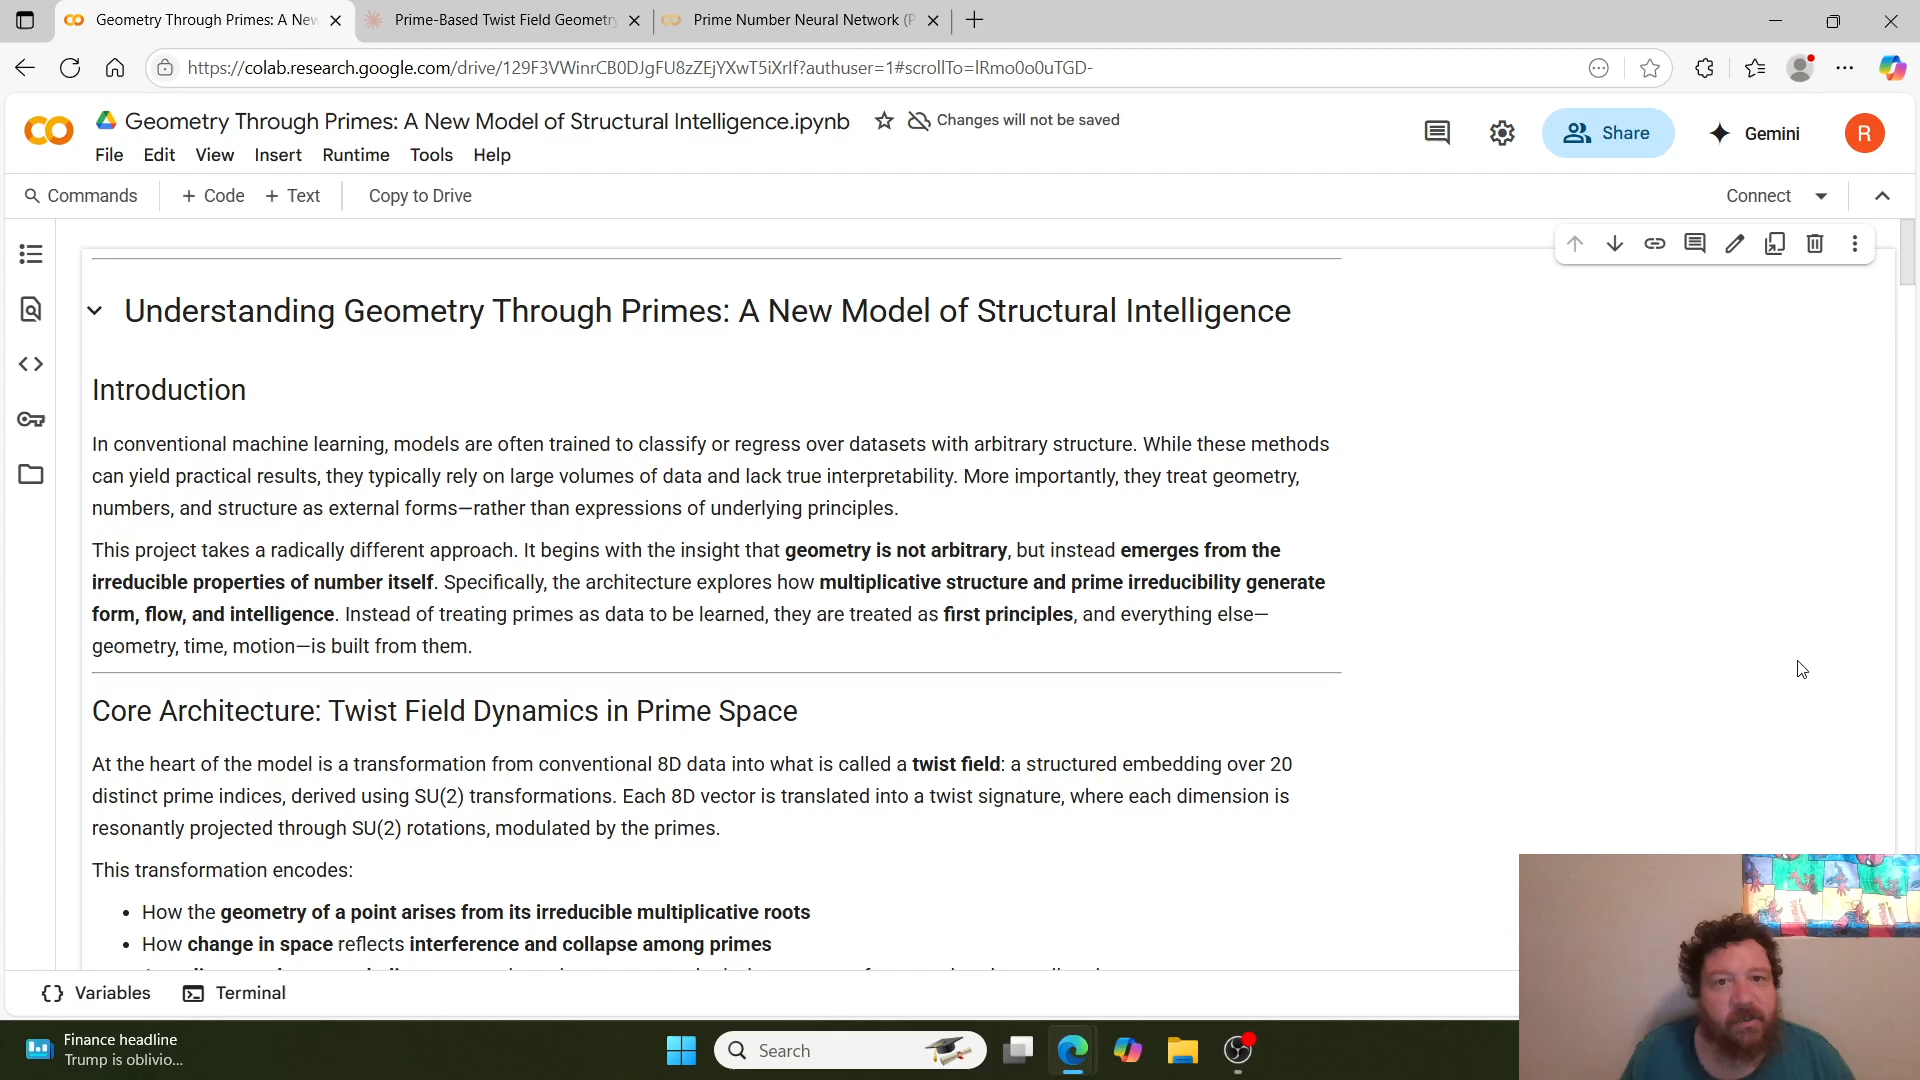 Geometry Through Primes: A New
Prime-Based Twist Field Geometry
Prime Number Neural Network (P
https://colab.research.google.com/drive/129F3VWinrCB0DJgFU8zZEjYXwT5iXrIf?authuser=1#scrollTo=lRmo0o0uTGD-
CO
Geometry Through Primes: A New Model of Structural Intelligence.ipynb
Changes will not be saved
Share
Gemini
R
File Edit View Insert Runtime Tools Help
Commands + Code + Text Copy to Drive
Connect
Understanding Geometry Through Primes: A New Model of Structural Intelligence
Introduction
In conventional machine learning, models are often trained to classify or regress over datasets with arbitrary structure. While these methods
can yield practical results, they typically rely on large volumes of data and lack true interpretability. More importantly, they treat geometry,
numbers, and structure as external forms—rather than expressions of underlying principles.
This project takes a radically different approach. It begins with the insight that geometry is not arbitrary, but instead emerges from the
irreducible properties of number itself. Specifically, the architecture explores how multiplicative structure and prime irreducibility generate
form, flow, and intelligence. Instead of treating primes as data to be learned, they are treated as first principles, and everything else—
geometry, time, motion—is built from them.
Core Architecture: Twist Field Dynamics in Prime Space
At the heart of the model is a transformation from conventional 8D data into what is called a twist field: a structured embedding over 20
distinct prime indices, derived using SU(2) transformations. Each 8D vector is translated into a twist signature, where each dimension is
resonantly projected through SU(2) rotations, modulated by the primes.
This transformation encodes:
• How the geometry of a point arises from its irreducible multiplicative roots
• How change in space reflects interference and collapse among primes
Variables Terminal
Finance headline
Trump is oblivio...
Search